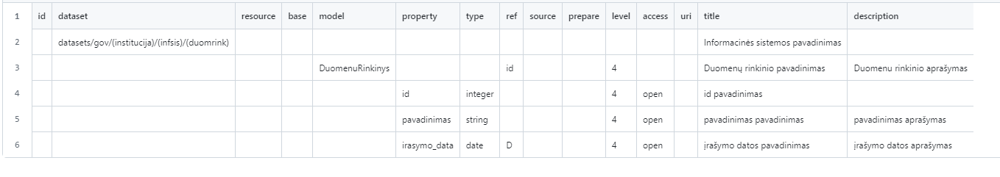 1 id dataset resource base model property type ref source prepare level access uri title description
2 datasets/gov/(institucija)/(infsis)/(duomrink) Informacinės sistemos pavadinimas
3 DuomenuRinkinys id 4 Duomenų rinkinio pavadinimas Duomenu rinkinio aprašymas
4 id integer 4 open id pavadinimas
5 pavadinimas string 4 open pavadinimas pavadinimas pavadinimas aprašymas
6 irasymo_data date D 4 open įrašymo datos pavadinimas įrašymo datos aprašymas